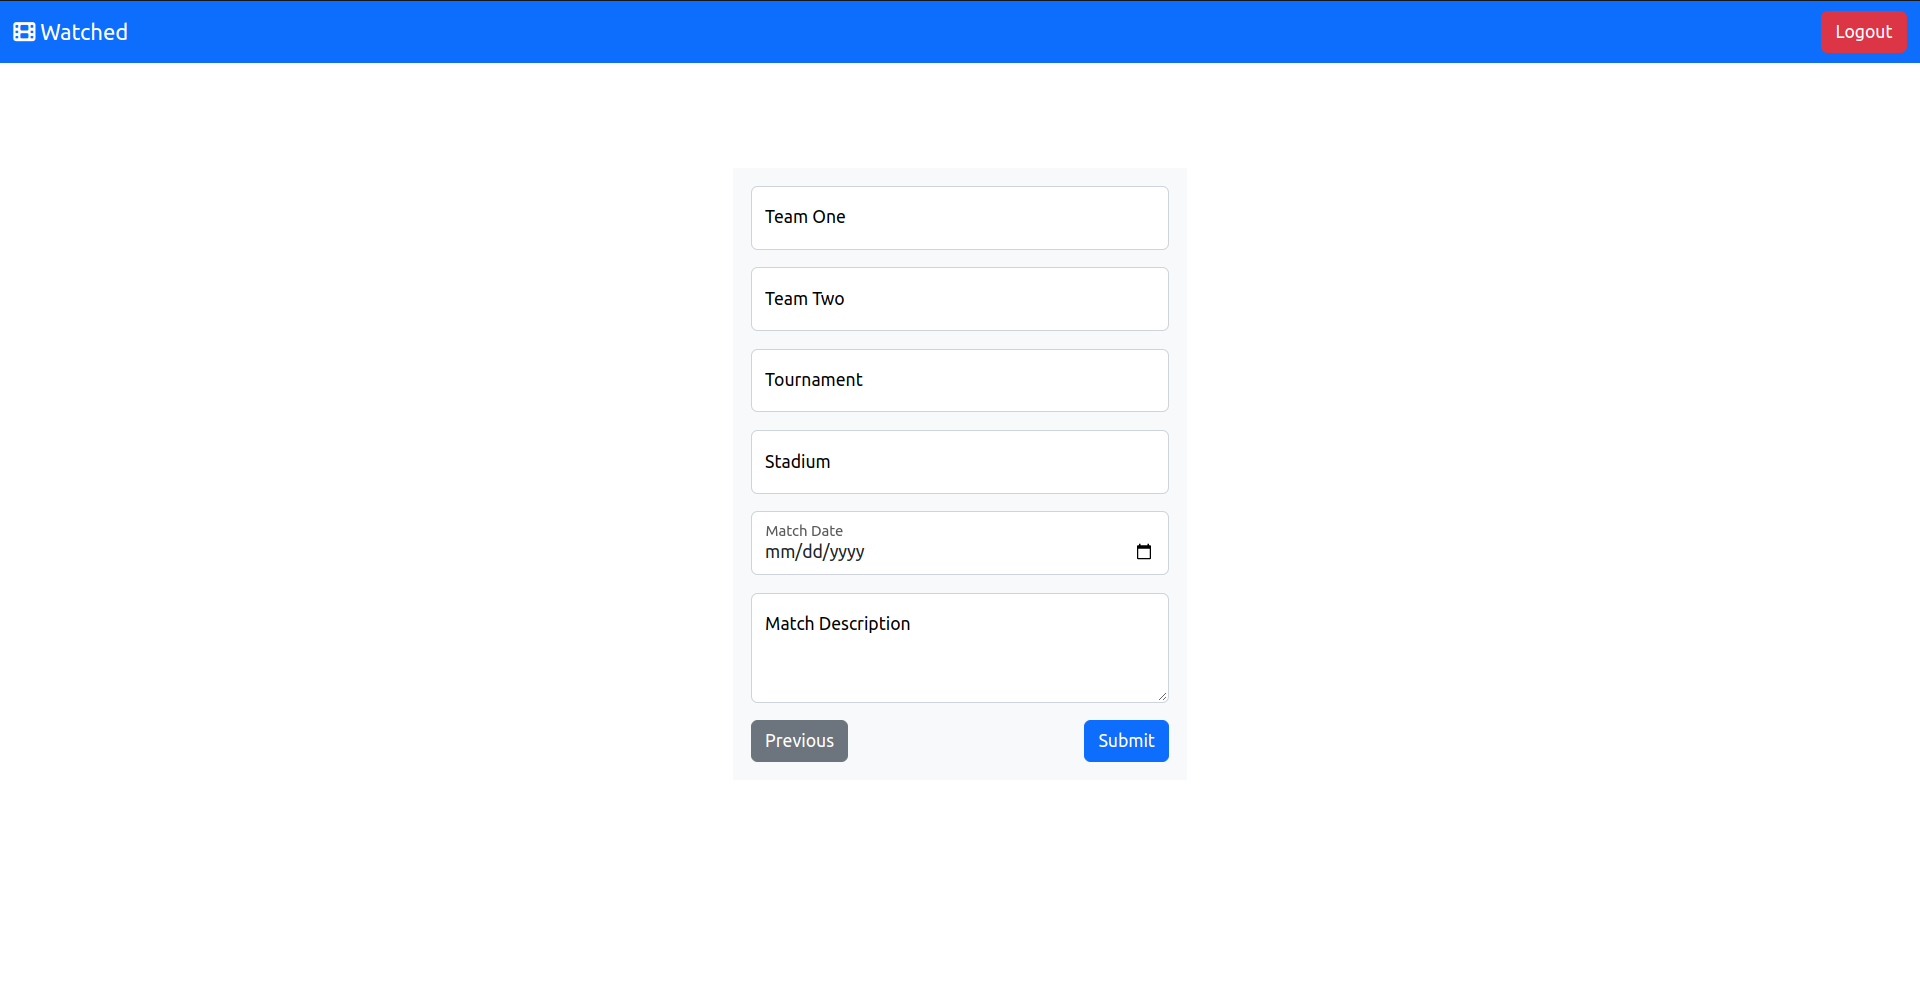 Watched
Logout
Team One
Team Two
Tournament
Stadium
Match Date
mm/dd/yyyy
Match Description
Previous
Submit